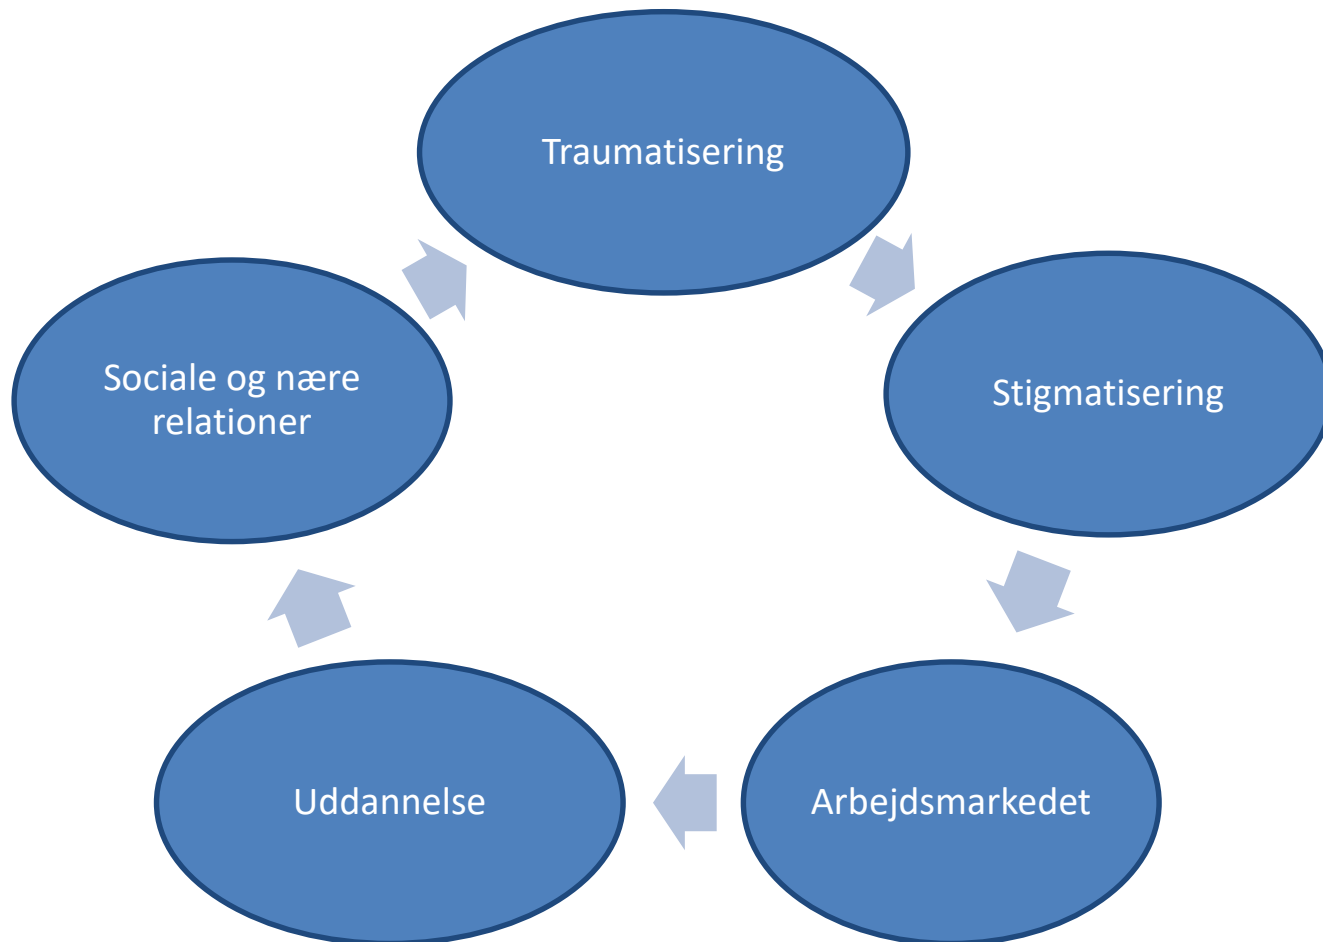 Traumatisering
Stigmatisering
Arbejdsmarkedet
Uddannelse
Sociale og nære
relationer